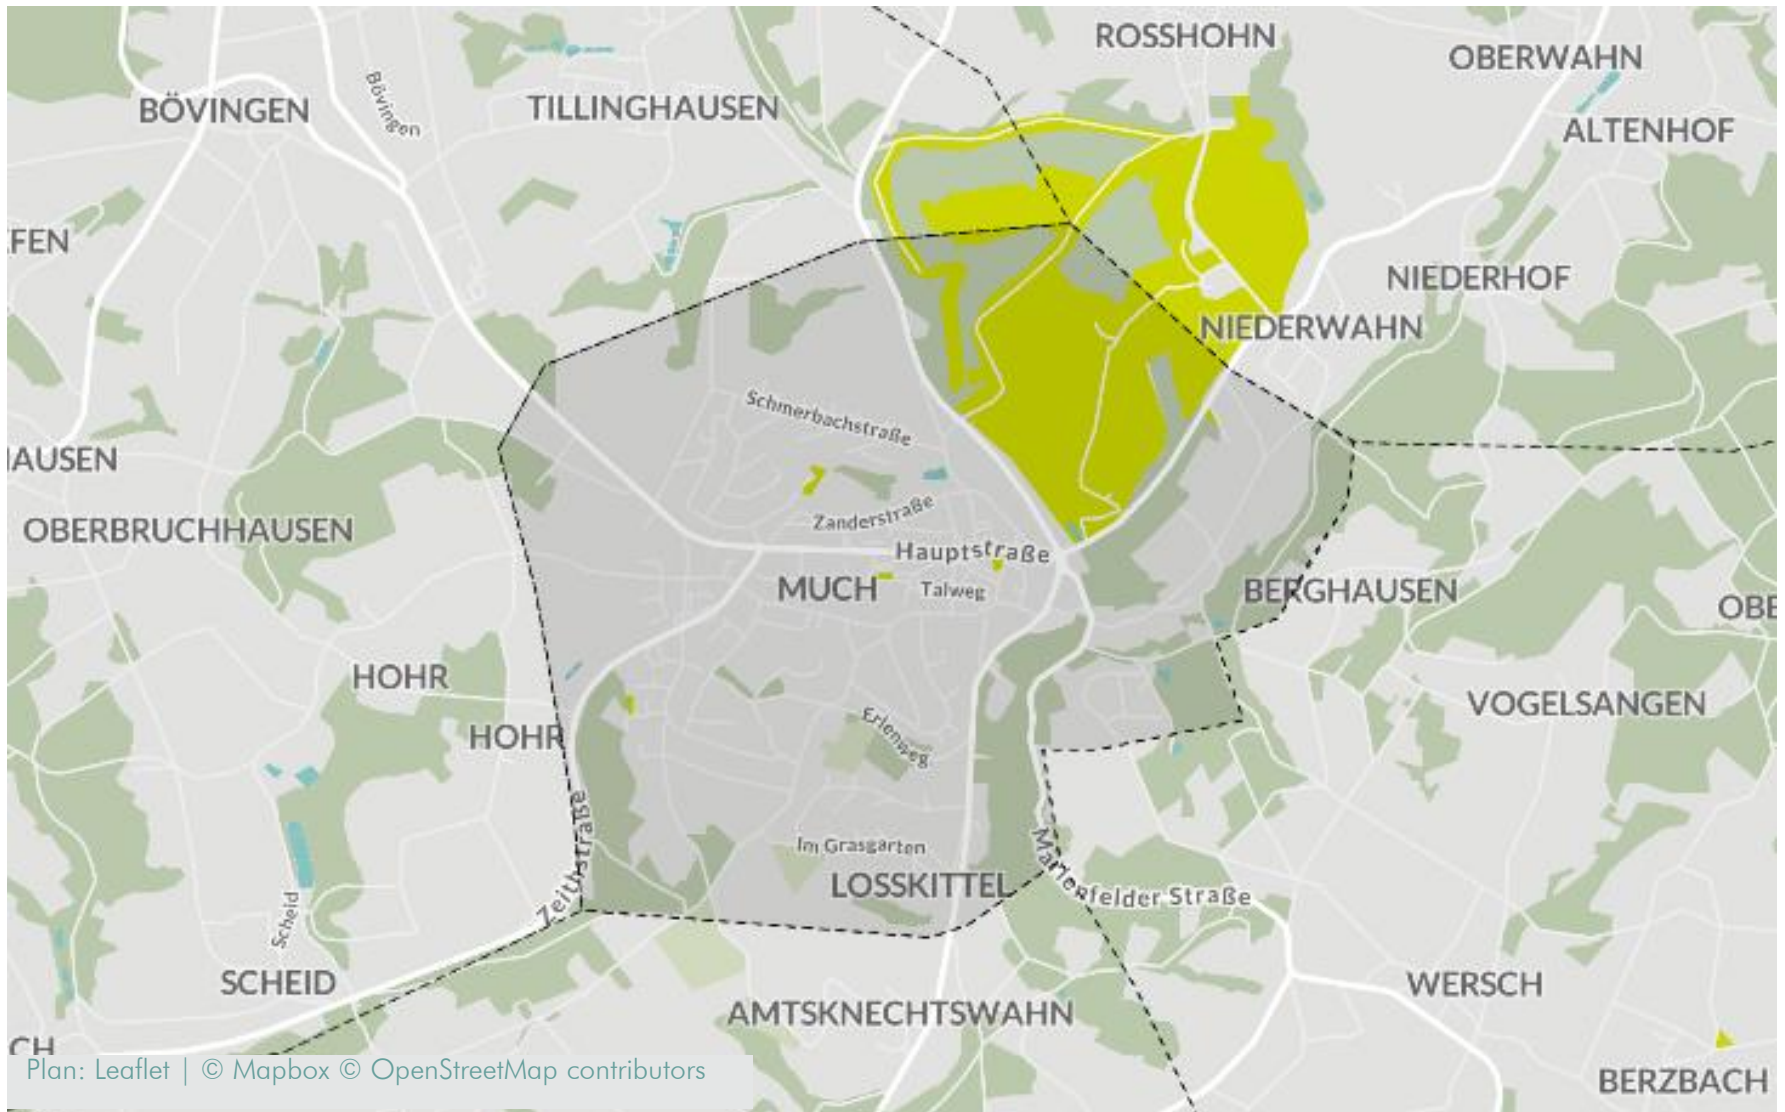 ROSSHOHN
OBERWAHN
BÖVINGEN
Bövingen
TILLINGHAUSEN
ALTENHOF
FEN
NIEDERHOF
NIEDERWAHN
Schmerbachstraße
HAUSEN
Zanderstraße
OBERBRUCHHAUSEN
Hauptstraße
MUCH
Talweg
BERGHAUSEN
OBE
HOHR
VOGELSANGEN
HOHR
Erlenweg
Zeithstraße
Im Grasgarten
LOSSKITTEL
Marienfelder Straße
Scheid
SCHEID
WERSCH
AMTSKNECHTSWAHN
CH
Plan: Leaflet | © Mapbox © OpenStreetMap contributors
BERZBACH